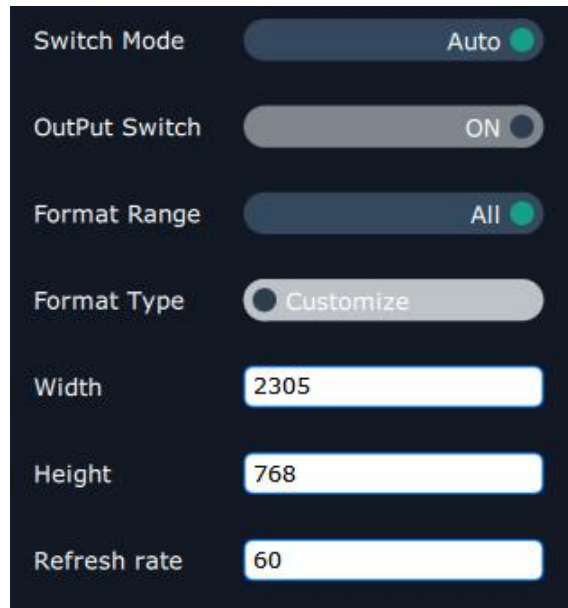 Switch Mode Auto
OutPut Switch ON
Format Range All
Format Type Customize
Width 2305
Height 768
Refresh rate 60